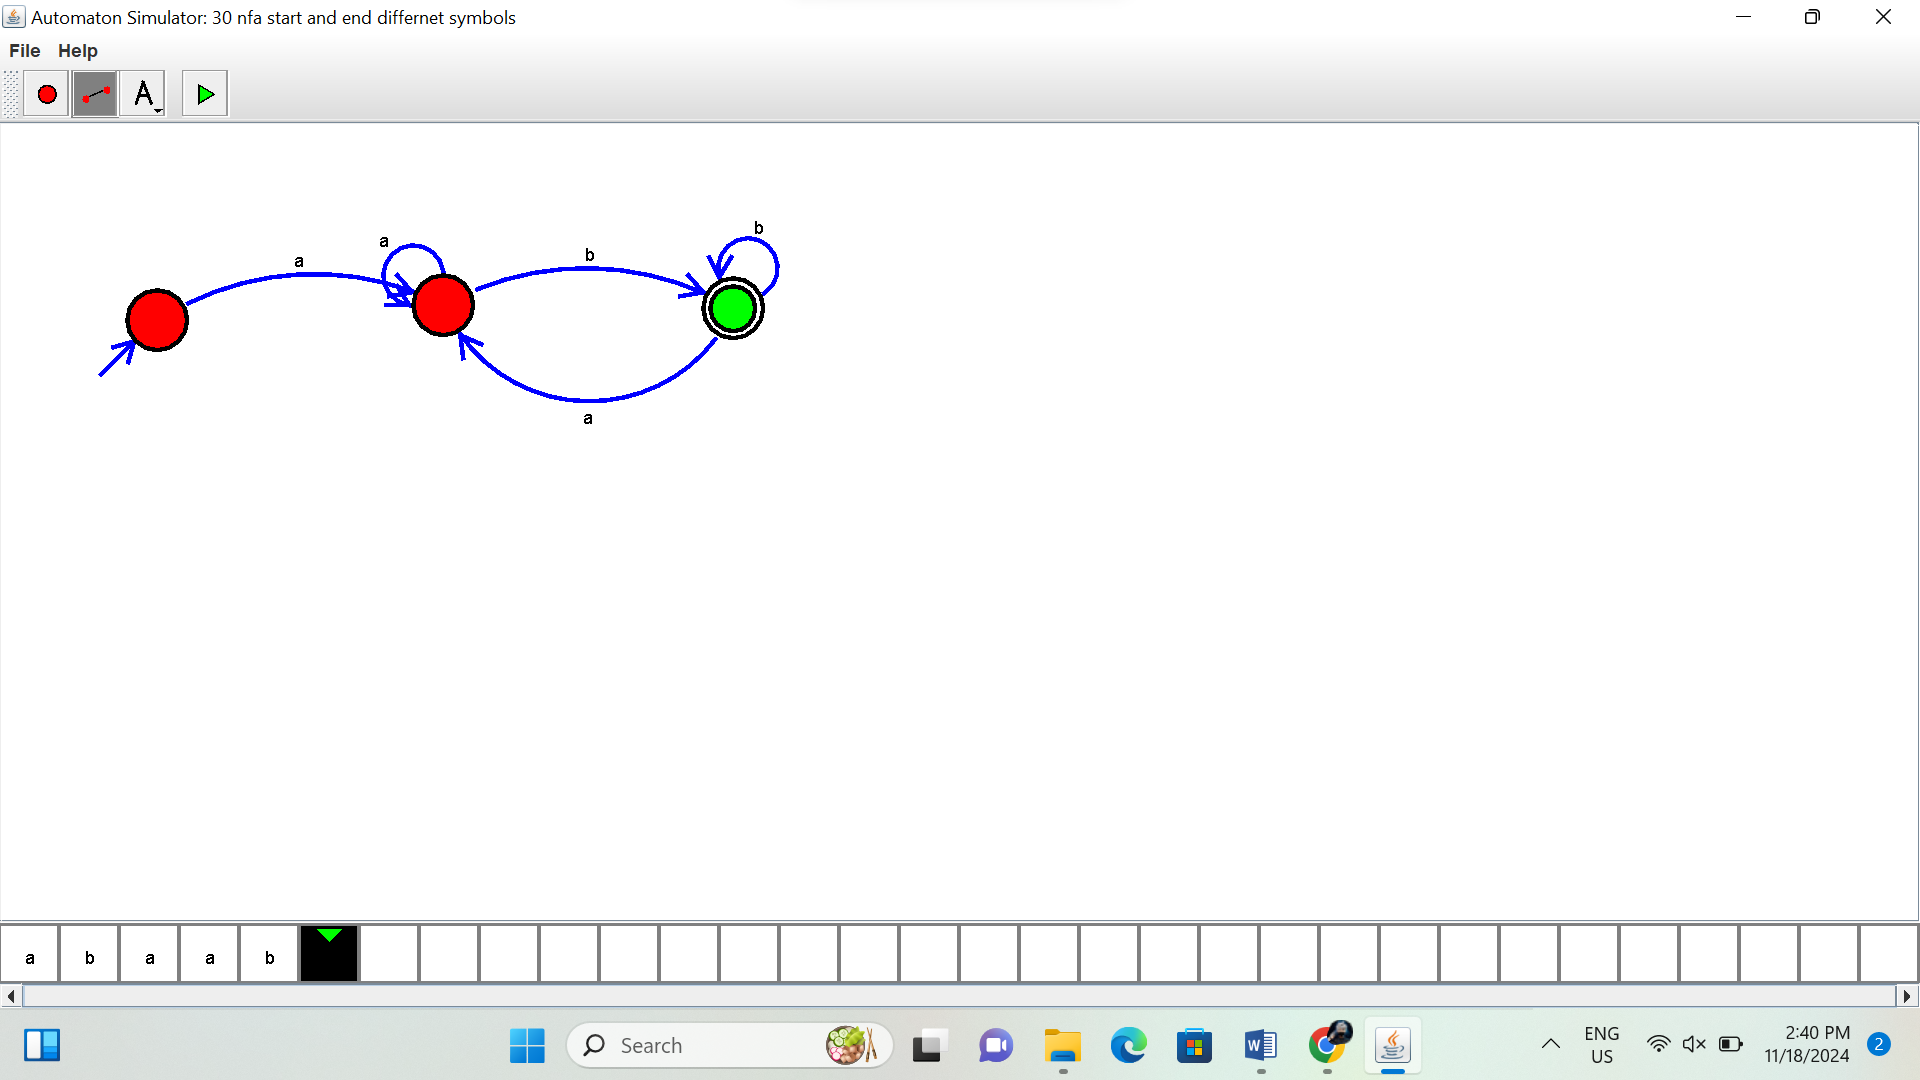 Automaton Simulator: 30 nfa start and end differnet symbols
File Help
A
b
a b
a
a
a b a a b
Search
ENG
US
2:40 PM
11/18/2024
2